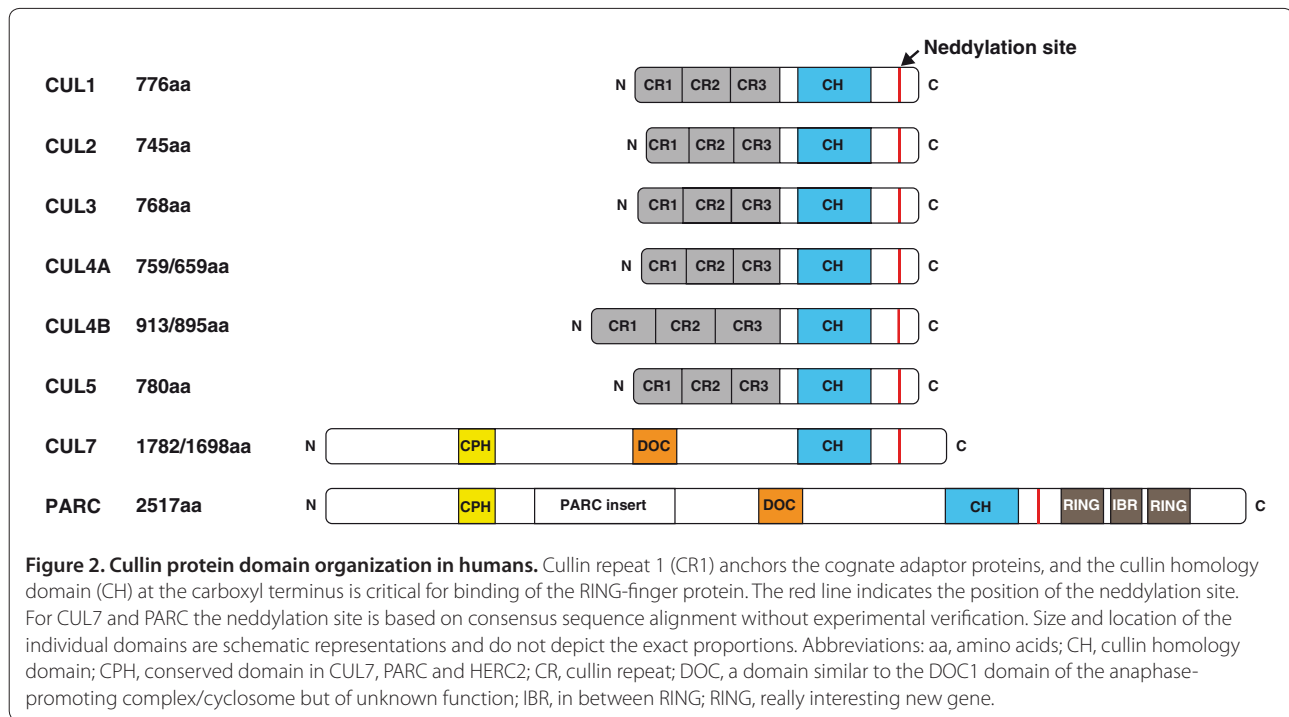 Neddylation site
CUL1 776aa N CR1 CR2 CR3 CH C
CUL2 745aa N CR1 CR2 CR3 CH C
CUL3 768aa N CR1 CR2 CR3 CH C
CUL4A 759/659aa N CR1 CR2 CR3 CH C
CUL4B 913/895aa N CR1 CR2 CR3 CH C
CUL5 780aa N CR1 CR2 CR3 CH C
CUL7 1782/1698aa N CPH DOC CH C
PARC 2517aa N CPH PARC insert DOC CH RING IBR RING C
Figure 2. Cullin protein domain organization in humans. Cullin repeat 1 (CR1) anchors the cognate adaptor proteins, and the cullin homology
domain (CH) at the carboxyl terminus is critical for binding of the RING-finger protein. The red line indicates the position of the neddylation site.
For CUL7 and PARC the neddylation site is based on consensus sequence alignment without experimental verification. Size and location of the
individual domains are schematic representations and do not depict the exact proportions. Abbreviations: aa, amino acids; CH, cullin homology
domain; CPH, conserved domain in CUL7, PARC and HERC2; CR, cullin repeat; DOC, a domain similar to the DOC1 domain of the anaphase-
promoting complex/cyclosome but of unknown function; IBR, in between RING; RING, really interesting new gene.